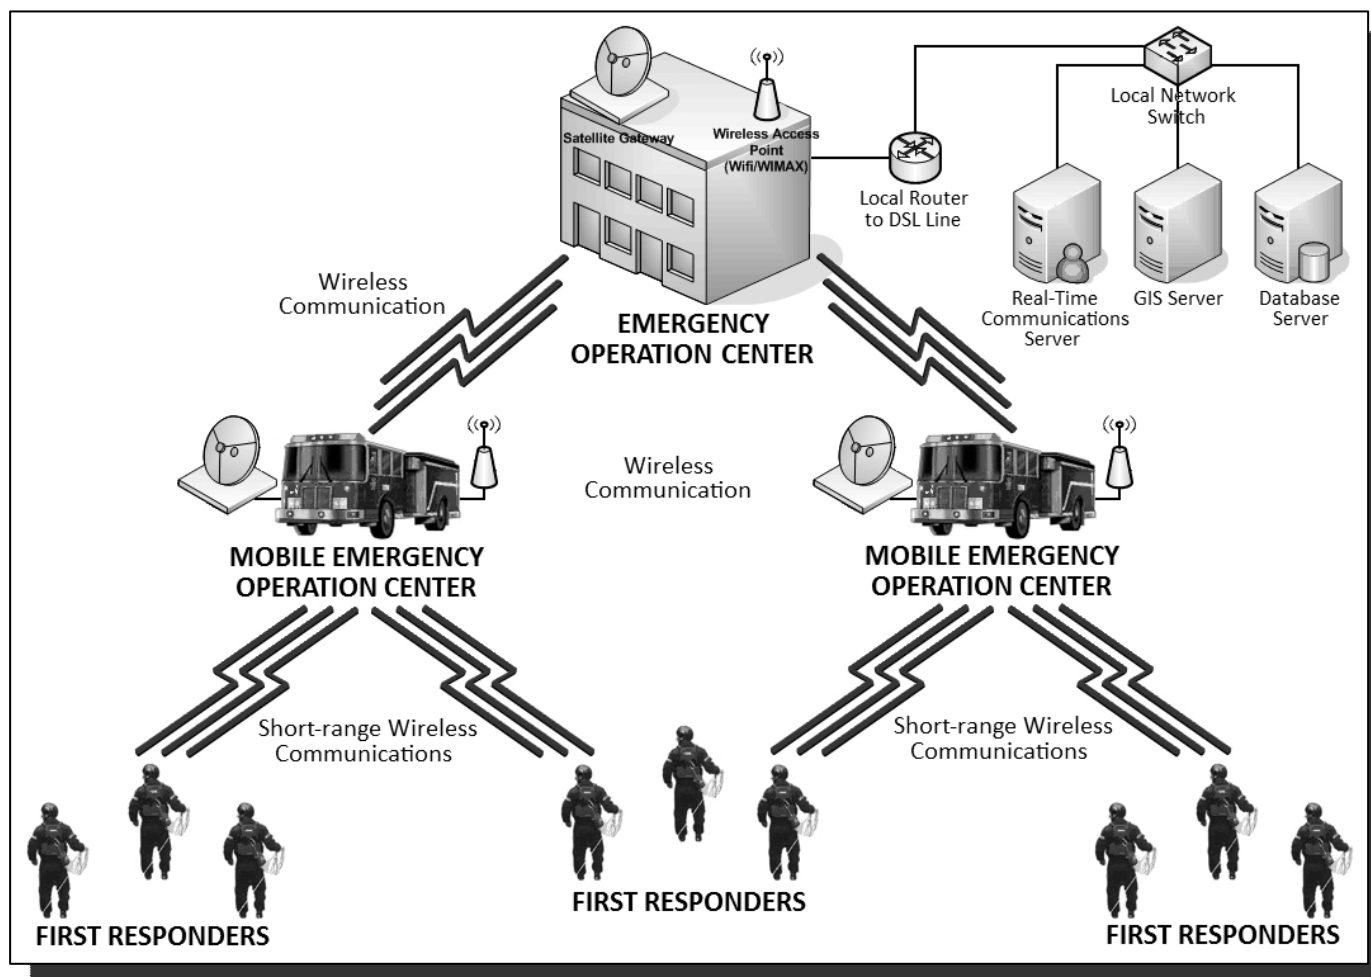 Satellite Gateway
Wireless Access
Point
(Wifi/WIMAX)
Local Network
Switch
Local Router
to DSL Line
Real-Time
Communications
Server
GIS Server
Database
Server
Wireless
Communication
EMERGENCY
OPERATION CENTER
Wireless
Communication
MOBILE EMERGENCY
OPERATION CENTER
MOBILE EMERGENCY
OPERATION CENTER
Short-range Wireless
Communications
Short-range Wireless
Communications
FIRST RESPONDERS
FIRST RESPONDERS
FIRST RESPONDERS